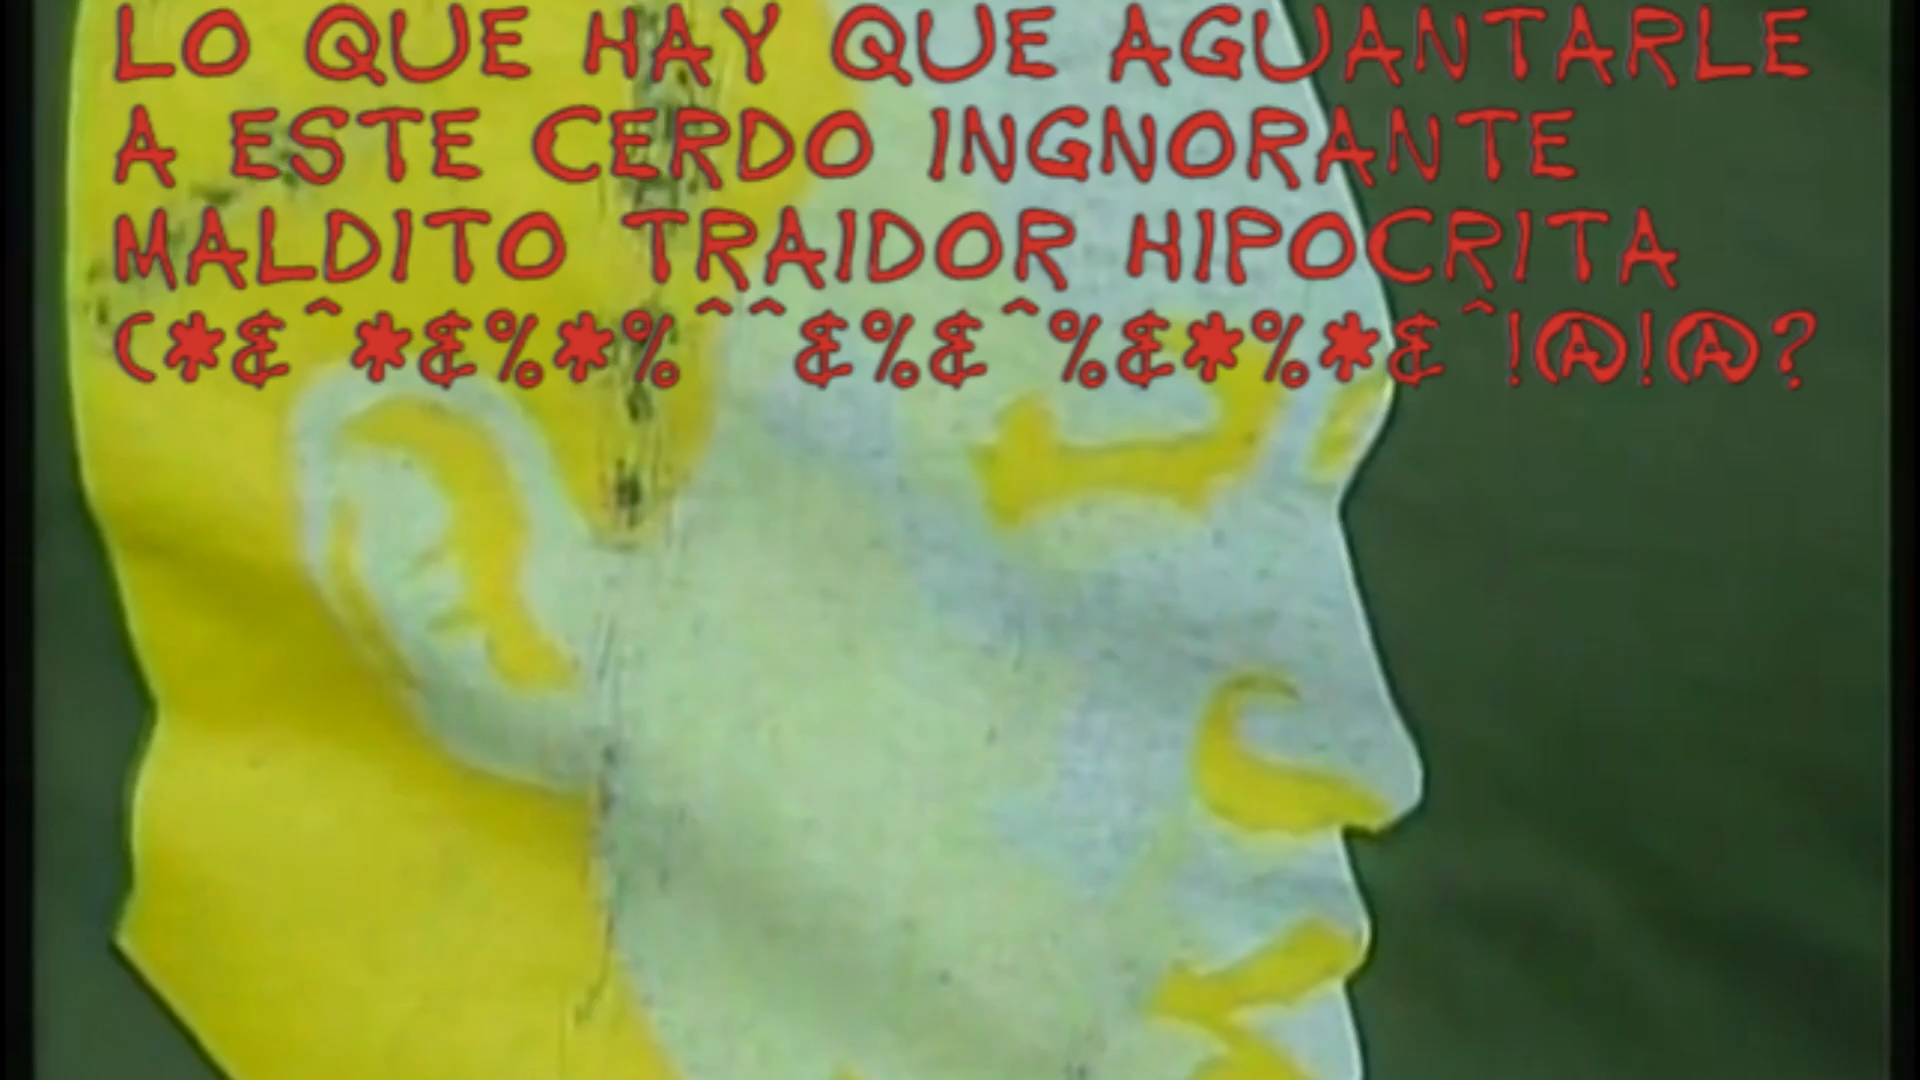 LO QUE HAY QUE AGUANTARLE
A ESTE CERDO INGNORANTE
MALDITO TRAIDOR HIPOCRITA
(*&^*&%*%^^&%&^%&*%*&^!@!@?